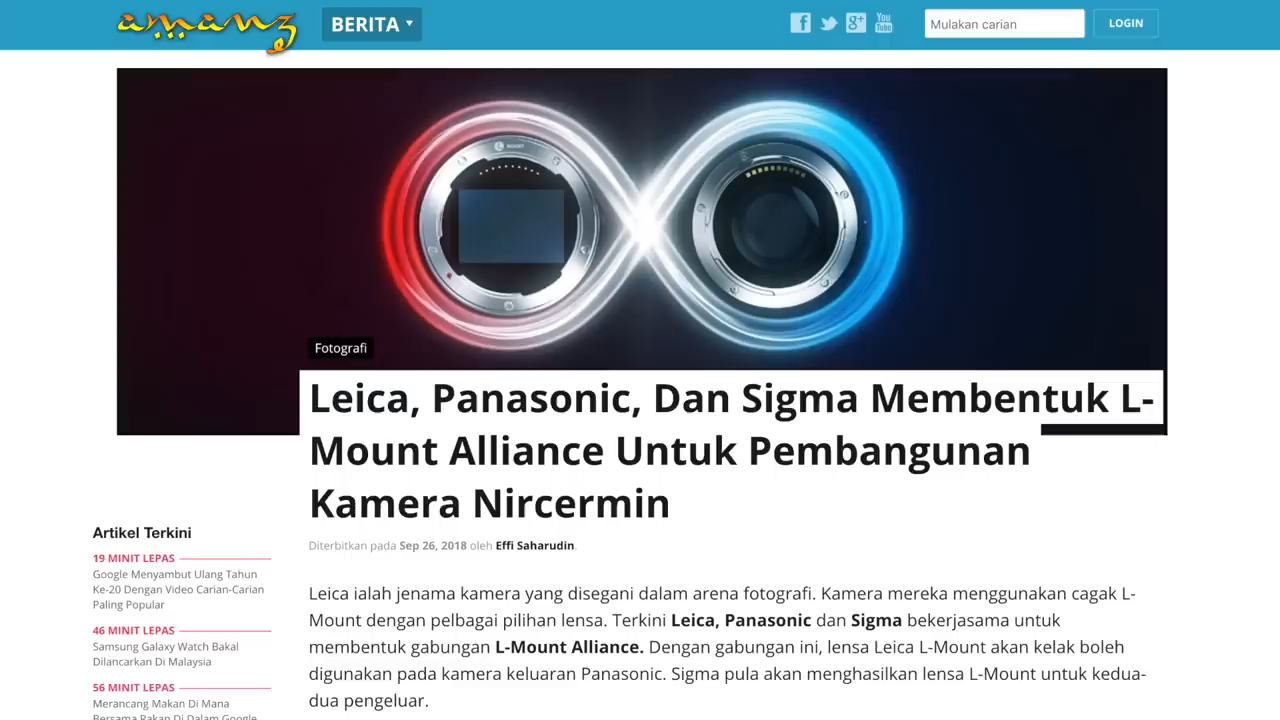 amanz
BERITA
Mulakan carian
LOGIN
L MOUNT
Fotografi
Leica, Panasonic, Dan Sigma Membentuk L-
Mount Alliance Untuk Pembangunan
Kamera Nircermin
Diterbitkan pada Sep 26, 2018 oleh Effi Saharudin.
Leica ialah jenama kamera yang disegani dalam arena fotografi. Kamera mereka menggunakan cagak L-
Mount dengan pelbagai pilihan lensa. Terkini Leica, Panasonic dan Sigma bekerjasama untuk
membentuk gabungan L-Mount Alliance. Dengan gabungan ini, lensa Leica L-Mount akan kelak boleh
digunakan pada kamera keluaran Panasonic. Sigma pula akan menghasilkan lensa L-Mount untuk kedua-
dua pengeluar.
Artikel Terkini
19 MINIT LEPAS
Google Menyambut Ulang Tahun
Ke-20 Dengan Video Carian-Carian
Paling Popular
46 MINIT LEPAS
Samsung Galaxy Watch Bakal
Dilancarkan Di Malaysia
56 MINIT LEPAS
Merancang Makan Di Mana
Bersama Rakan Di Dalam Google